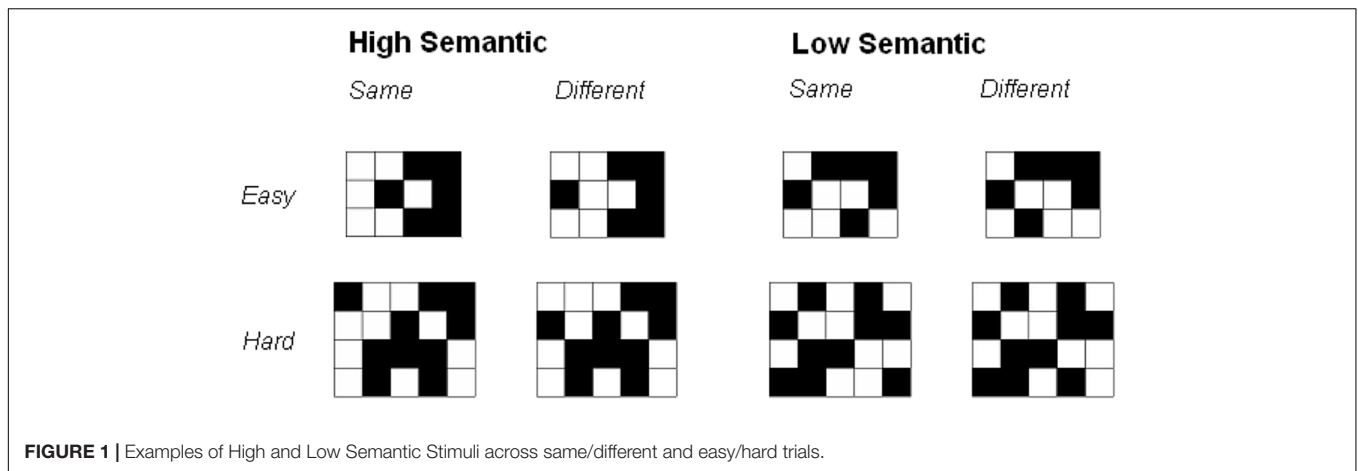 High Semantic Low Semantic
Same Different Same Different
Easy
Hard
FIGURE 1 | Examples of High and Low Semantic Stimuli across same/different and easy/hard trials.